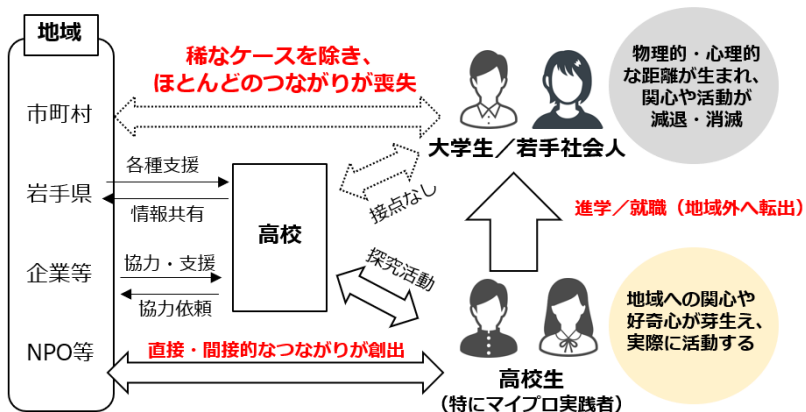 地域
市町村
岩手県
企業等
NPO等
稀なケースを除き、
ほとんどのつながりが喪失
各種支援
情報共有
協力・支援
協力依頼
高校
接点なし
探究活動
直接・間接的なつながりが創出
大学生／若手社会人
物理的・心理的
な距離が生まれ、
関心や活動が
減退・消滅
進学／就職（地域外へ転出）
高校生
（特にマイプロ実践者）
地域への関心や
好奇心が芽生え、
実際に活動する